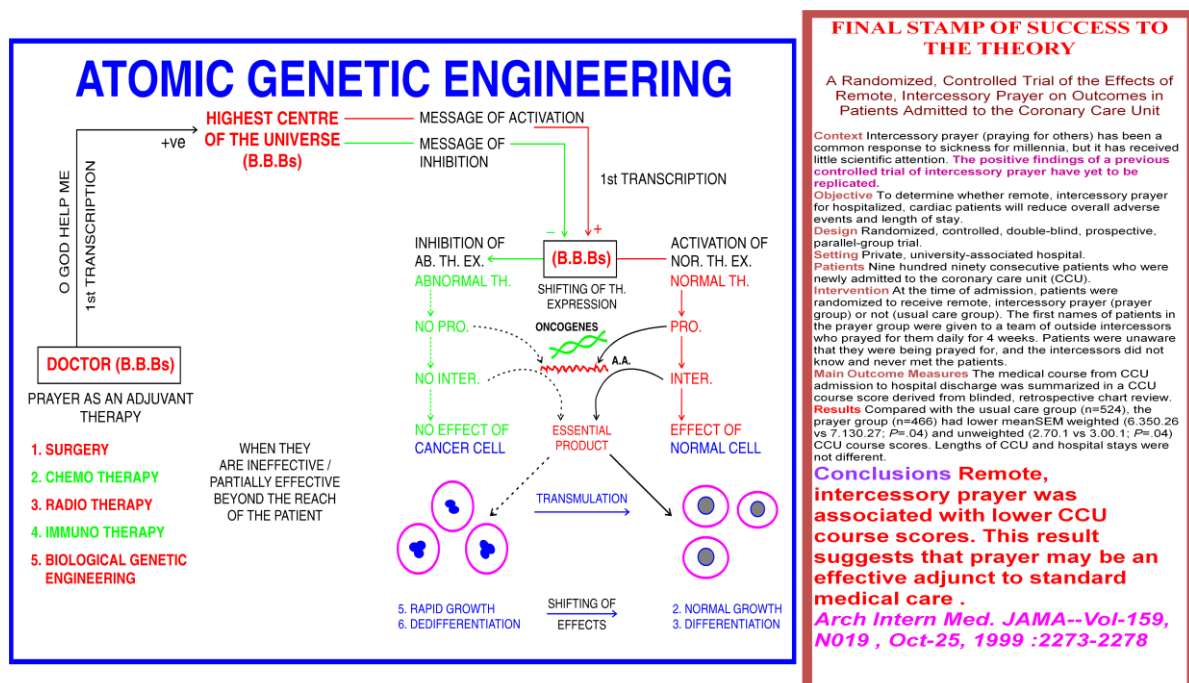 ATOMIC GENETIC ENGINEERING
HIGHEST CENTRE
OF THE UNIVERSE
(B.B.Bs)
+ve
MESSAGE OF ACTIVATION
MESSAGE OF
INHIBITION
1st TRANSCRIPTION
O GOD HELP ME
1st TRANSCRIPTION
DOCTOR (B.B.Bs)
PRAYER AS AN ADJUVANT
THERAPY
1. SURGERY
2. CHEMO THERAPY
3. RADIO THERAPY
4. IMMUNO THERAPY
5. BIOLOGICAL GENETIC
ENGINEERING
WHEN THEY
ARE INEFFECTIVE /
PARTIALLY EFFECTIVE
BEYOND THE REACH
OF THE PATIENT
– +
INHIBITION OF
AB. TH. EX.
ABNORMAL TH.
NO PRO.
NO INTER.
NO EFFECT OF
CANCER CELL
(B.B.Bs)
SHIFTING OF TH.
EXPRESSION
ONCOGENES
A.A.
ESSENTIAL
PRODUCT
ACTIVATION OF
NOR. TH. EX.
NORMAL TH.
PRO.
INTER.
EFFECT OF
NORMAL CELL
TRANSMULATION
5. RAPID GROWTH
6. DEDIFFERENTIATION
SHIFTING OF
EFFECTS
2. NORMAL GROWTH
3. DIFFERENTIATION
FINAL STAMP OF SUCCESS TO
THE THEORY
A Randomized, Controlled Trial of the Effects of
Remote, Intercessory Prayer on Outcomes in
Patients Admitted to the Coronary Care Unit
Context Intercessory prayer (praying for others) has been a
common response to sickness for millennia, but it has received
little scientific attention. The positive findings of a previous
controlled trial of intercessory prayer have yet to be
replicated.
Objective To determine whether remote, intercessory prayer
for hospitalized, cardiac patients will reduce overall adverse
events and length of stay.
Design Randomized, controlled, double-blind, prospective,
parallel-group trial.
Setting Private, university-associated hospital.
Patients Nine hundred ninety consecutive patients who were
newly admitted to the coronary care unit (CCU).
Intervention At the time of admission, patients were
randomized to receive remote, intercessory prayer (prayer
group) or not (usual care group). The first names of patients in
the prayer group were given to a team of outside intercessors
who prayed for them daily for 4 weeks. Patients were unaware
that they were being prayed for, and the intercessors did not
know and never met the patients.
Main Outcome Measures The medical course from CCU
admission to hospital discharge was summarized in a CCU
course score derived from blinded, retrospective chart review.
Results Compared with the usual care group (n=524), the
prayer group (n=466) had lower meanSEM weighted (6.350.26
vs 7.130.27; P=.04) and unweighted (2.70.1 vs 3.00.1; P=.04)
CCU course scores. Lengths of CCU and hospital stays were
not different.
Conclusions Remote,
intercessory prayer was
associated with lower CCU
course scores. This result
suggests that prayer may be an
effective adjunct to standard
medical care .
Arch Intern Med. JAMA--Vol-159,
N019 , Oct-25, 1999 :2273-2278